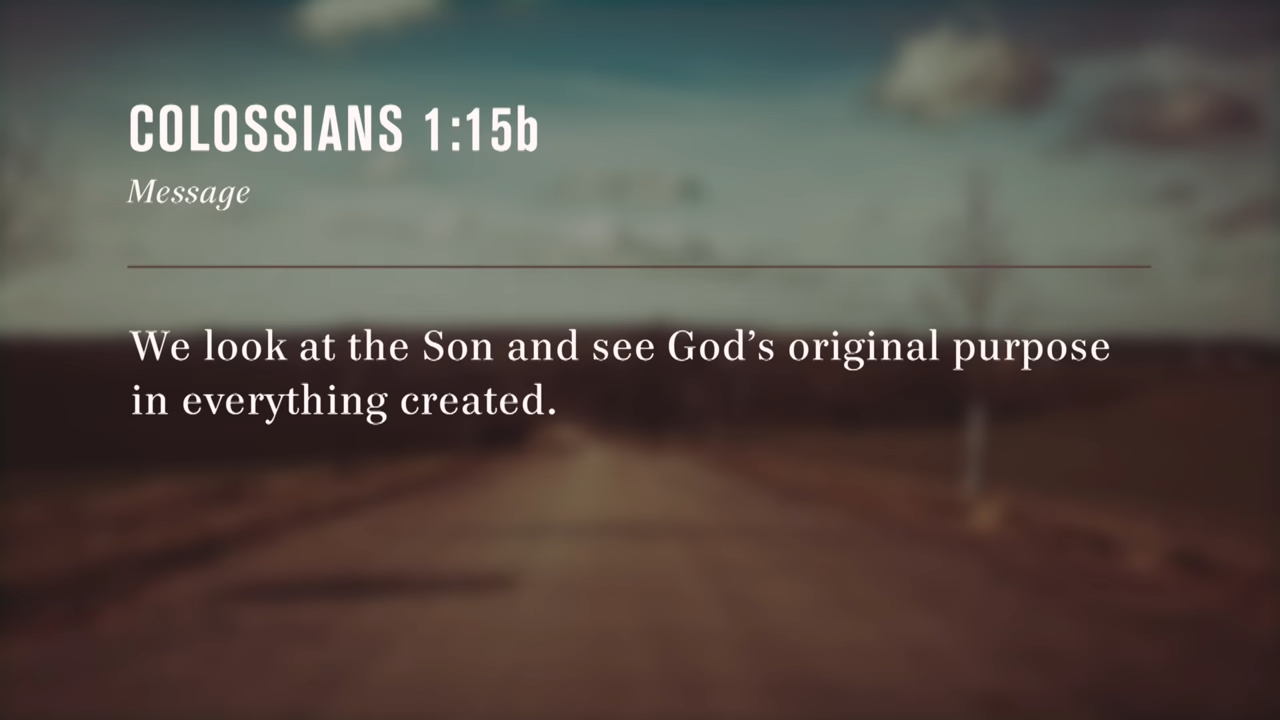 COLOSSIANS 1:15b
Message
We look at the Son and see God’s original purpose
in everything created.